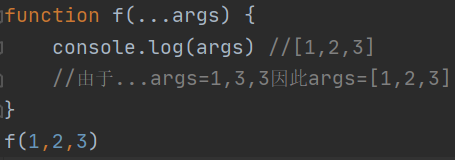 function f(...args) {
console.log(args) //[1,2,3]
//由于...args=1,3,3因此args=[1,2,3]
}
f(1,2,3)